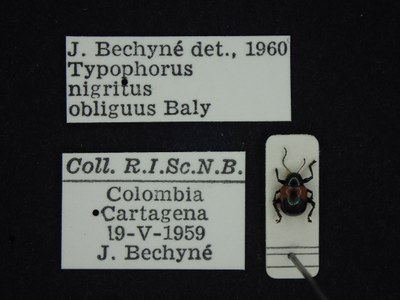 J. Bechyné det., 1960
Typophorus
nigritus
obliguus Baly
Coll. R.I.Sc.N.B.
Colombia
Cartagena
19-V-1959
J. Bechyné